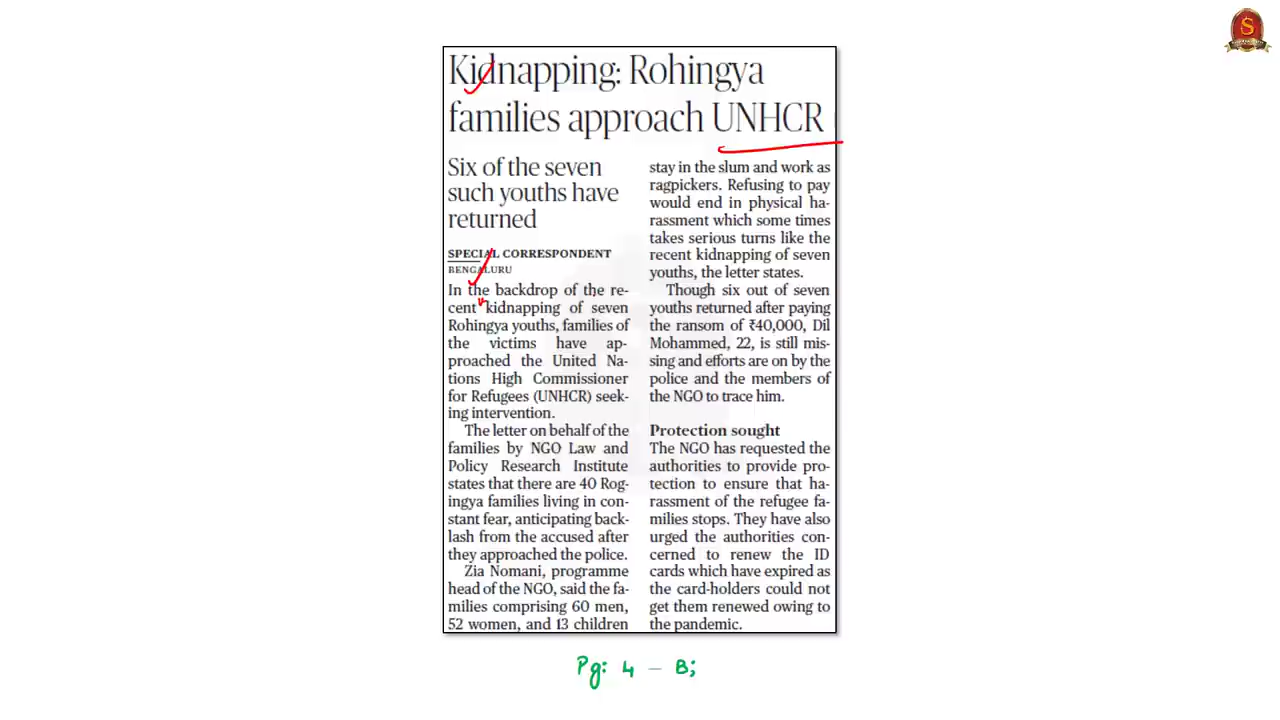 Kidnapping: Rohingya
families approach UNHCR
Six of the seven
such youths have
returned
SPECIAL CORRESPONDENT
BENGALURU
In the backdrop of the re-
cent kidnapping of seven
Rohingya youths, families of
the victims have ap-
proached the United Na-
tions High Commissioner
for Refugees (UNHCR) seek-
ing intervention.
The letter on behalf of the
families by NGO Law and
Policy Research Institute
states that there are 40 Rog-
ingya families living in con-
stant fear, anticipating back-
lash from the accused after
they approached the police.
Zia Nomani, programme
head of the NGO, said the fa-
milies comprising 60 men,
52 women, and 13 children
stay in the slum and work as
ragpickers. Refusing to pay
would end in physical ha-
rassment which some times
takes serious turns like the
recent kidnapping of seven
youths, the letter states.
Though six out of seven
youths returned after paying
the ransom of ₹40,000, Dil
Mohammed, 22, is still mis-
sing and efforts are on by the
police and the members of
the NGO to trace him.
Protection sought
The NGO has requested the
authorities to provide pro-
tection to ensure that ha-
rassment of the refugee fa-
milies stops. They have also
urged the authorities con-
cerned to renew the ID
cards which have expired as
the card-holders could not
get them renewed owing to
the pandemic.
Pg: 4 – B;